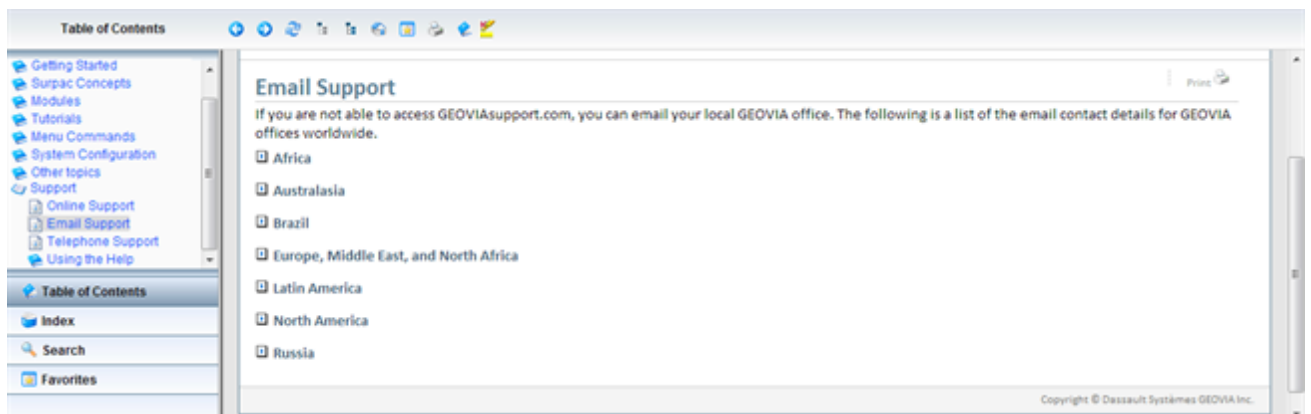 Table of Contents
Getting Started
Surpac Concepts
Modules
Tutorials
Menu Commands
System Configuration
Other topics
Support
Online Support
Email Support
Telephone Support
Using the Help
Table of Contents
Index
Search
Favorites
Print
Email Support
If you are not able to access GEOVIAsupport.com, you can email your local GEOVIA office. The following is a list of the email contact details for GEOVIA
offices worldwide.
Africa
Australasia
Brazil
Europe, Middle East, and North Africa
Latin America
North America
Russia
Copyright © Dassault Systèmes GEOVIA Inc.